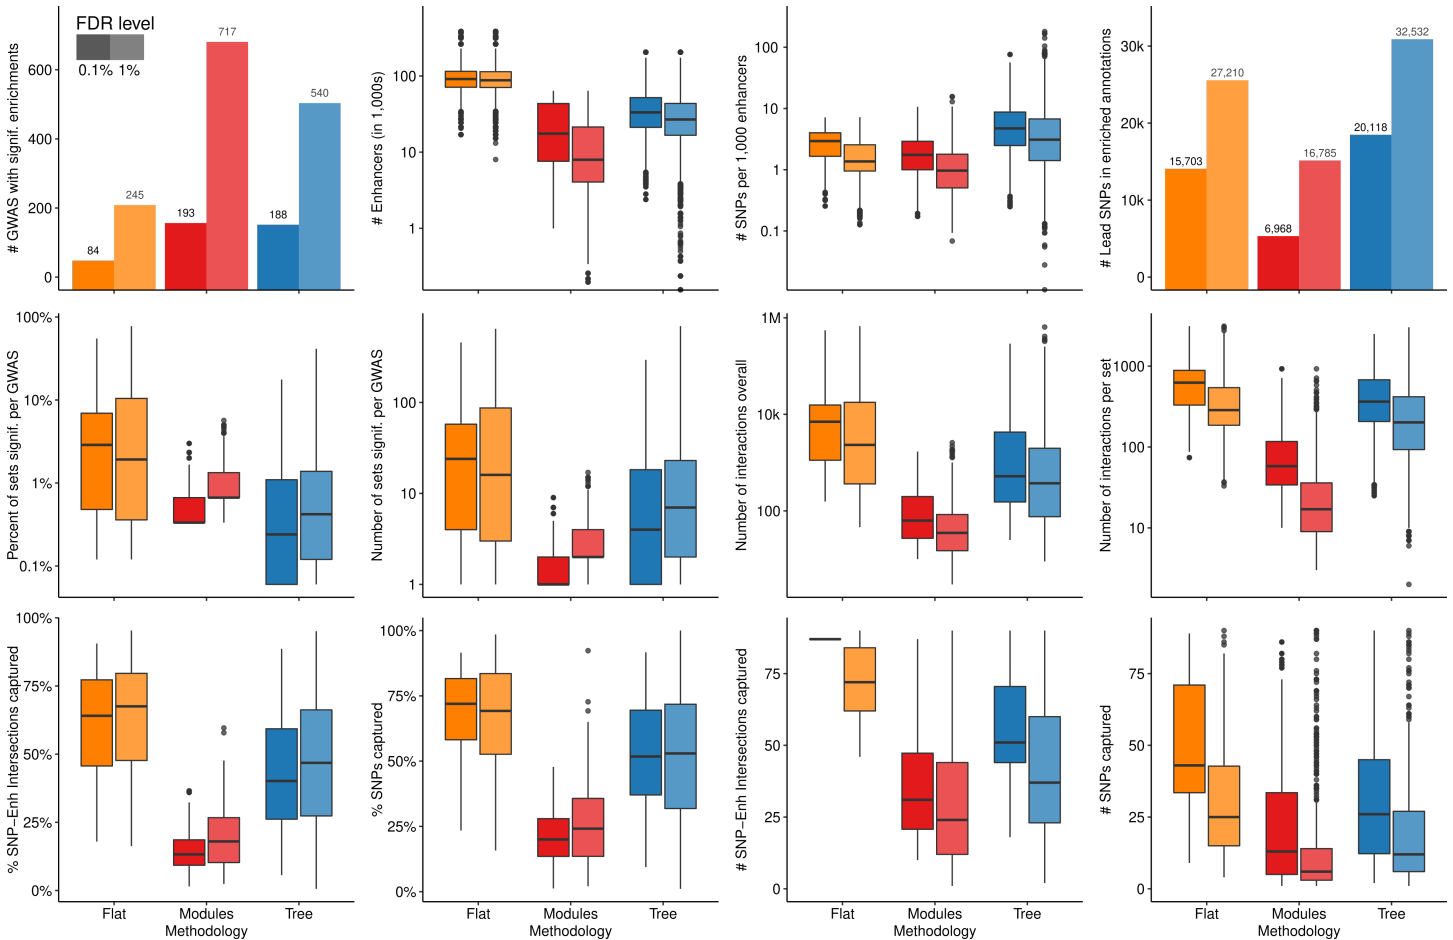 # GWAS with signif. enrichments
600
400
200
0
FDR level
0.1% 1%
84
245
193
717
188
540
# Enhancers (in 1,000s)
100
10
1
# SNPs per 1,000 enhancers
100
10
1
0.1
# Lead SNPs in enriched annotations
30k
20k
10k
0
15,703
27,210
6,968
16,785
20,118
32,532
Percent of sets signif. per GWAS
100%
10%
1%
0.1%
Number of sets signif. per GWAS
100
10
1
Number of interactions overall
1M
10k
100
Number of interactions per set
1000
100
10
% SNP−Enh Intersections captured
100%
75%
50%
25%
0%
Flat Modules Tree
Methodology
% SNPs captured
100%
75%
50%
25%
0%
Flat Modules Tree
Methodology
# SNP−Enh Intersections captured
75
50
25
0
Flat Modules Tree
Methodology
# SNPs captured
75
50
25
0
Flat Modules Tree
Methodology